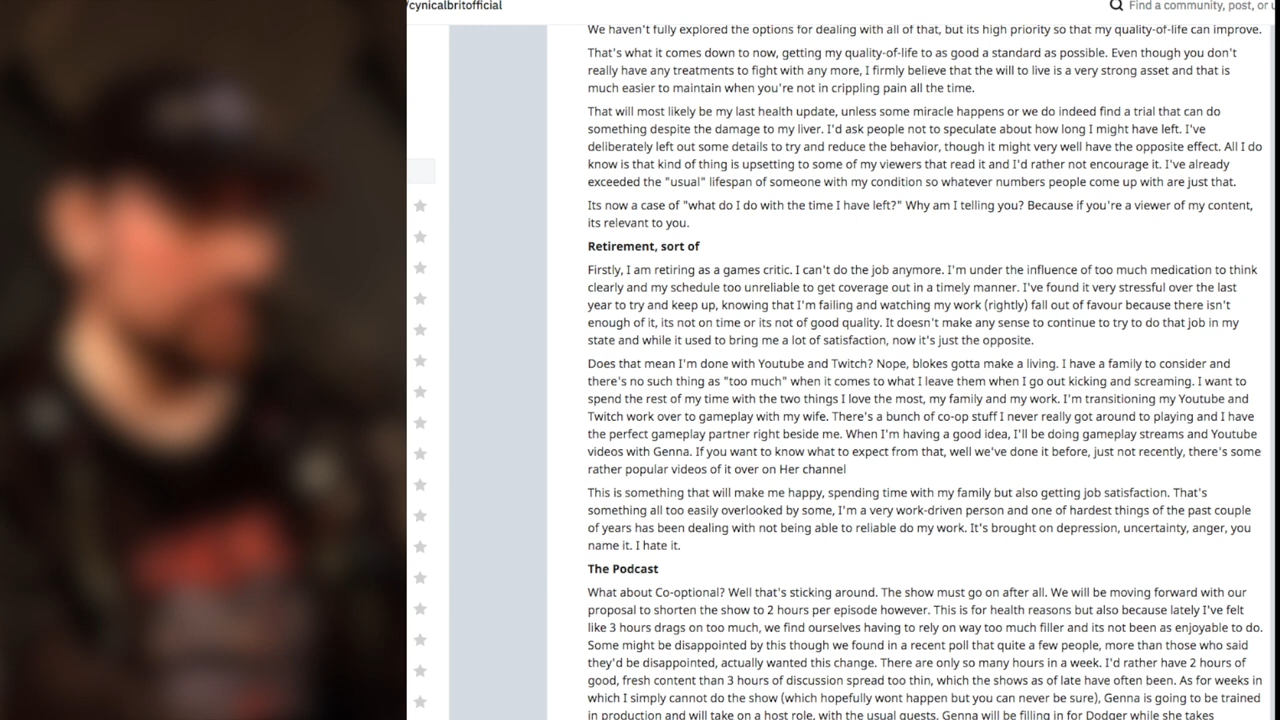 /cynicalbritofficial
Find a community, post, or u
We haven't fully explored the options for dealing with all of that, but its high priority so that my quality-of-life can improve.
That's what it comes down to now, getting my quality-of-life to as good a standard as possible. Even though you don't
really have any treatments to fight with any more, I firmly believe that the will to live is a very strong asset and that is
much easier to maintain when you're not in crippling pain all the time.
That will most likely be my last health update, unless some miracle happens or we do indeed find a trial that can do
something despite the damage to my liver. I'd ask people not to speculate about how long I might have left. I've
deliberately left out some details to try and reduce the behavior, though it might very well have the opposite effect. All I do
know is that kind of thing is upsetting to some of my viewers that read it and I'd rather not encourage it. I've already
exceeded the "usual" lifespan of someone with my condition so whatever numbers people come up with are just that.
Its now a case of "what do I do with the time I have left?" Why am I telling you? Because if you're a viewer of my content,
its relevant to you.
Retirement, sort of
Firstly, I am retiring as a games critic. I can't do the job anymore. I'm under the influence of too much medication to think
clearly and my schedule too unreliable to get coverage out in a timely manner. I've found it very stressful over the last
year to try and keep up, knowing that I'm failing and watching my work (rightly) fall out of favour because there isn't
enough of it, its not on time or its not of good quality. It doesn't make any sense to continue to try to do that job in my
state and while it used to bring me a lot of satisfaction, now it's just the opposite.
Does that mean I'm done with Youtube and Twitch? Nope, blokes gotta make a living. I have a family to consider and
there's no such thing as "too much" when it comes to what I leave them when I go out kicking and screaming. I want to
spend the rest of my time with the two things I love the most, my family and my work. I'm transitioning my Youtube and
Twitch work over to gameplay with my wife. There's a bunch of co-op stuff I never really got around to playing and I have
the perfect gameplay partner right beside me. When I'm having a good idea, I'll be doing gameplay streams and Youtube
videos with Genna. If you want to know what to expect from that, well we've done it before, just not recently, there's some
rather popular videos of it over on Her channel
This is something that will make me happy, spending time with my family but also getting job satisfaction. That's
something all too easily overlooked by some, I'm a very work-driven person and one of hardest things of the past couple
of years has been dealing with not being able to reliable do my work. It's brought on depression, uncertainty, anger, you
name it. I hate it.
The Podcast
What about Co-optional? Well that's sticking around. The show must go on after all. We will be moving forward with our
proposal to shorten the show to 2 hours per episode however. This is for health reasons but also because lately I've felt
like 3 hours drags on too much, we find ourselves having to rely on way too much filler and its not been as enjoyable to do.
Some might be disappointed by this though we found in a recent poll that quite a few people, more than those who said
they'd be disappointed, actually wanted this change. There are only so many hours in a week. I'd rather have 2 hours of
good, fresh content than 3 hours of discussion spread too thin, which the shows as of late have often been. As for weeks in
which I simply cannot do the show (which hopefully wont happen but you can never be sure), Genna is going to be trained
in production and will take on a host role, with the usual guests. Genna will be filling in for Dodger while she takes